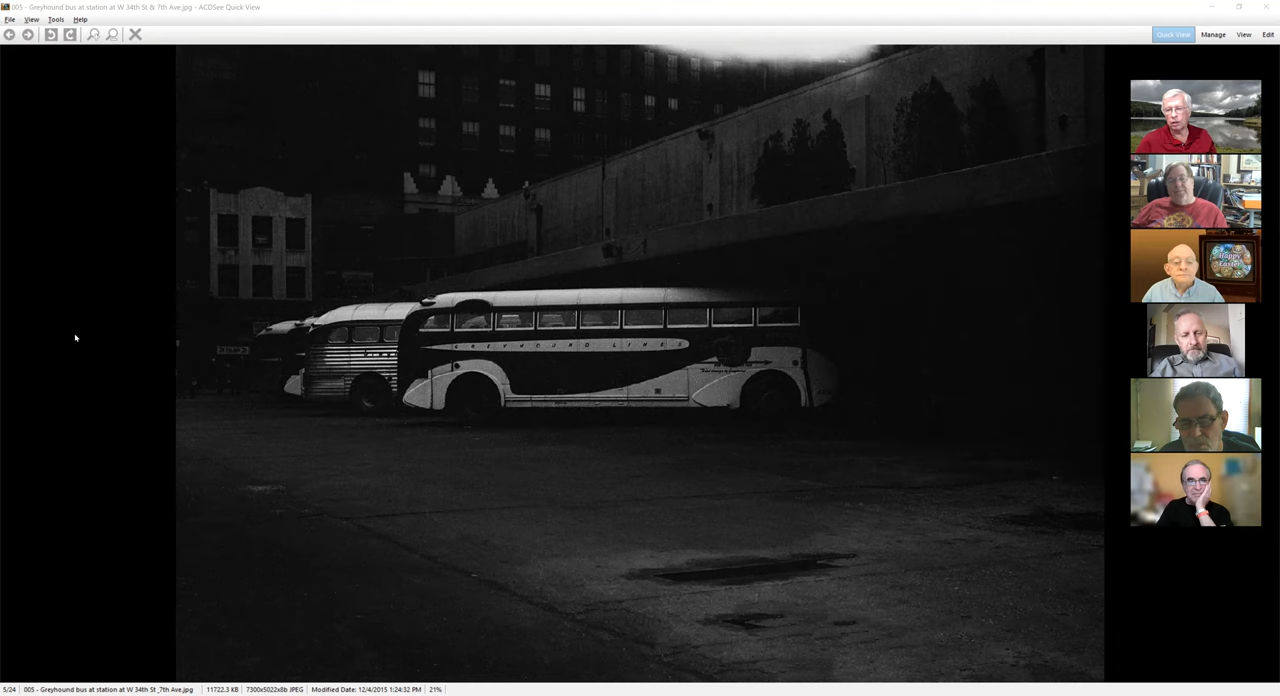 005 - Greyhound bus at station at W 34th St & 7th Ave.jpg - ACDSee Quick View
File View Tools Help
Quick View Manage View Edit
Happy
Easter
GREYHOUND LINES
5/24 005 - Greyhound bus at station at W 34th St _7th Ave.jpg 11722.3 KB 7300x5022x8b JPEG Modified Date: 12/4/2015 1:24:32 PM 21%